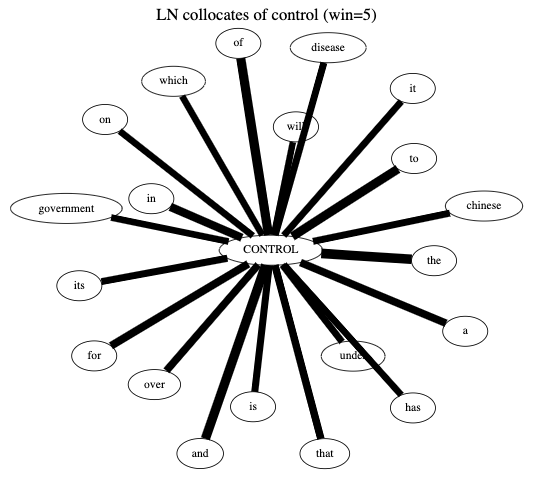 LN collocates of control (win=5)
of
disease
which
it
on
will
to
in
government
chinese
CONTROL
the
its
a
for
under
over
is
has
and
that